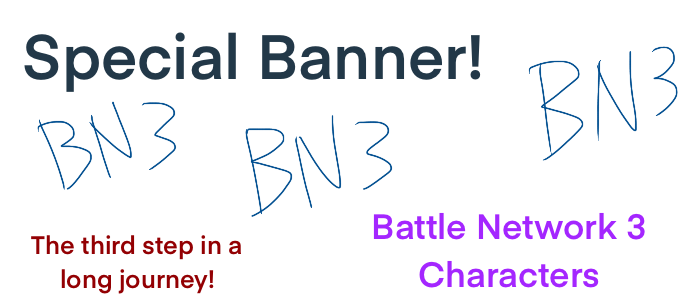 Special Banner!
BN3
BN3
BN3
The third step in a
long journey!
Battle Network 3
Characters